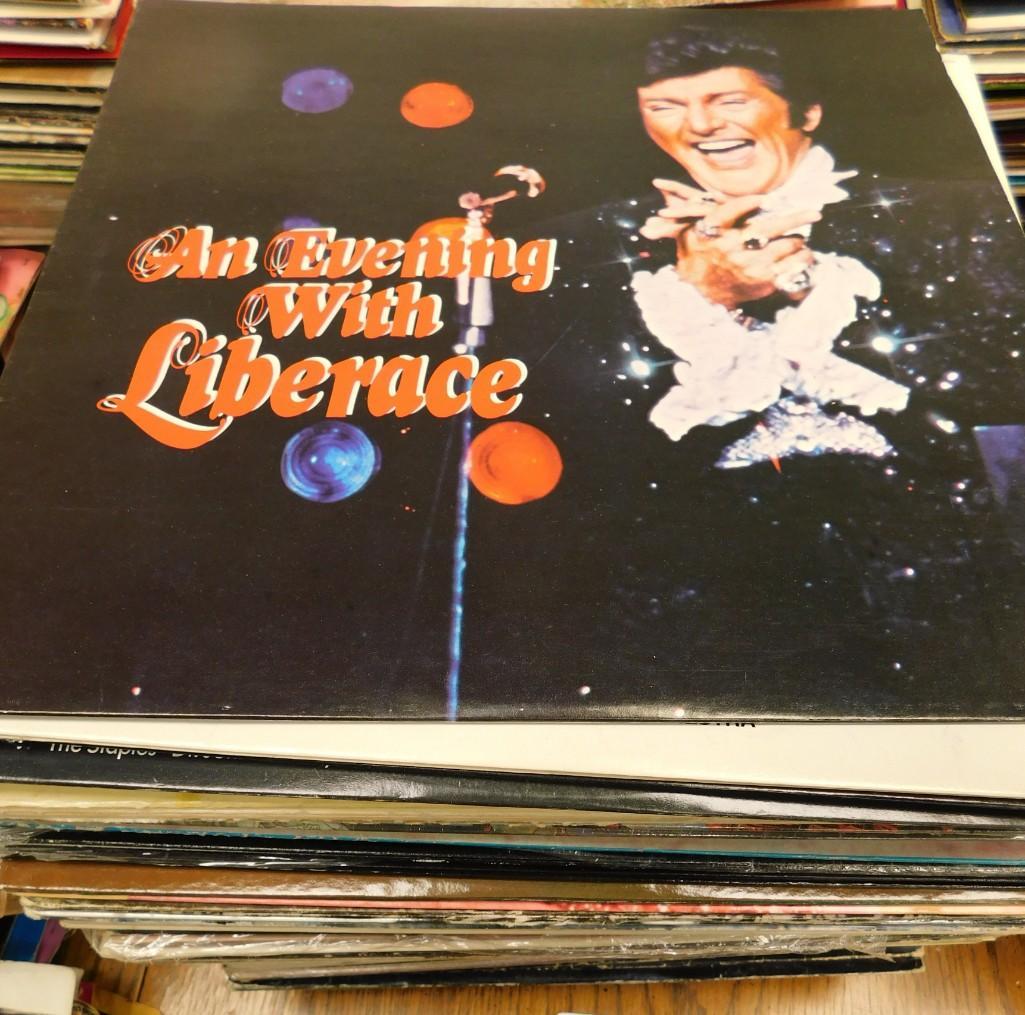 An Evening
With
Liberace
The Staples